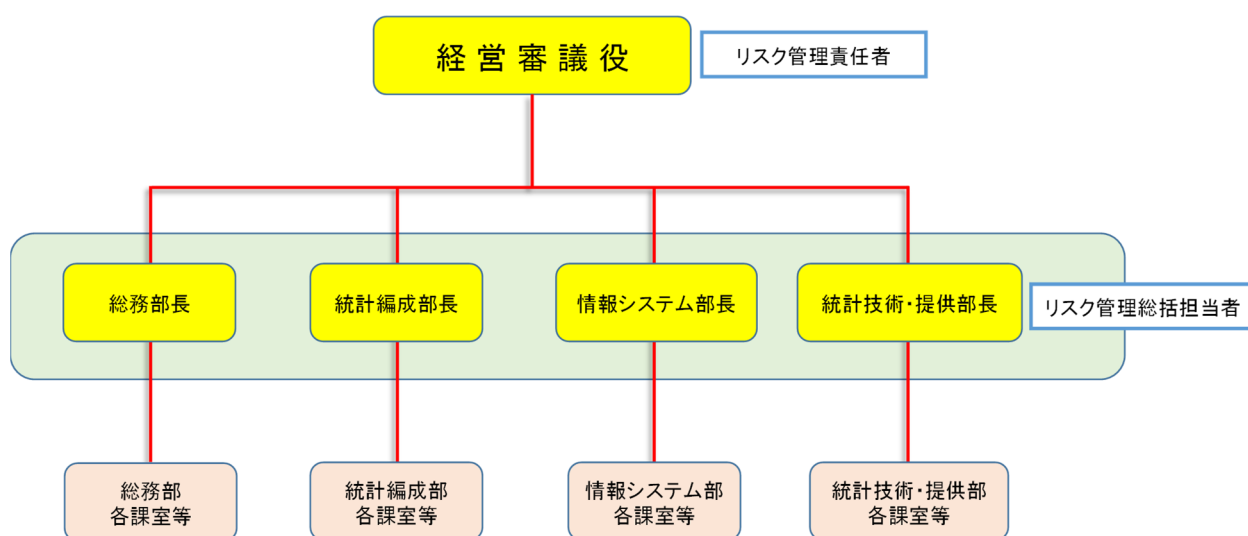 経営審議役
リスク管理責任者
総務部長
統計編成部長
情報システム部長
統計技術・提供部長
リスク管理総括担当者
総務部
各課室等
統計編成部
各課室等
情報システム部
各課室等
統計技術・提供部
各課室等